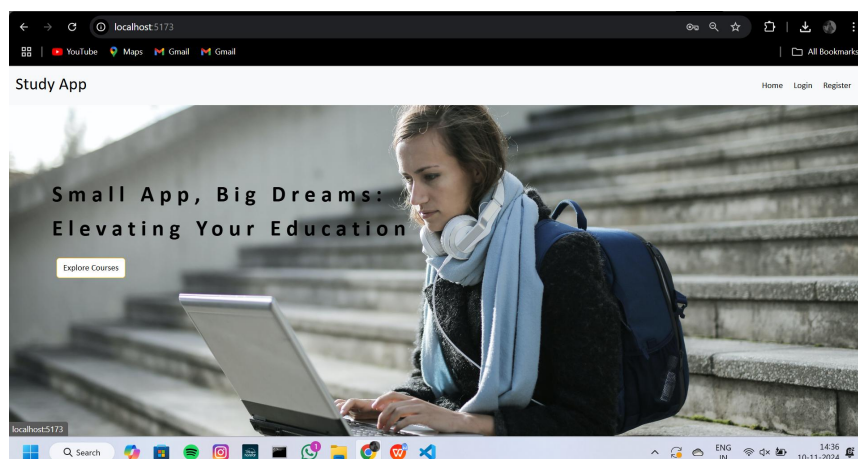 localhost:5173
YouTube Maps Gmail Gmail All Bookmarks
Study App Home Login Register
Small App, Big Dreams:
Elevating Your Education
Explore Courses
localhost:5173
Search ENG 14:36
IN 10-11-2024